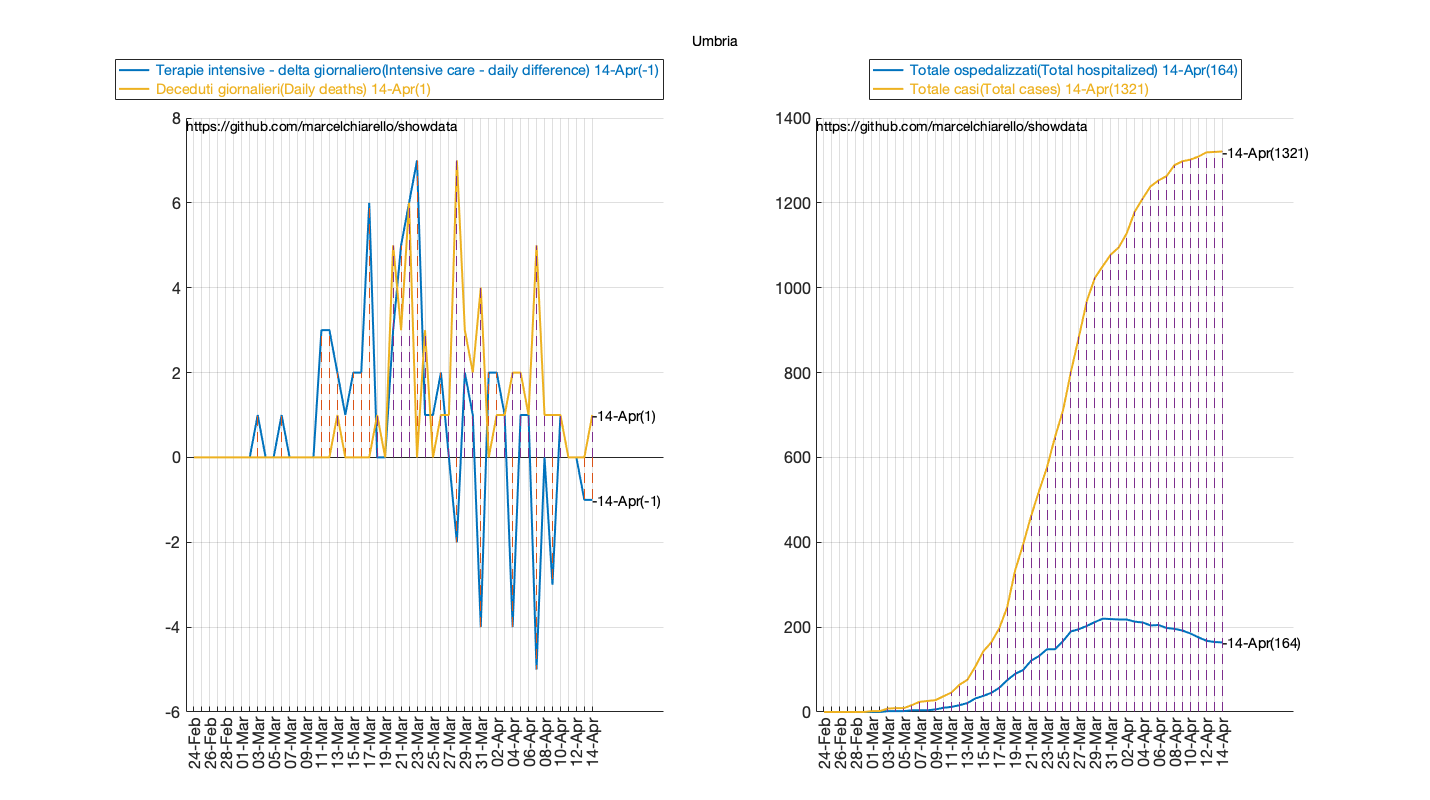 Umbria
Terapie intensive - delta giornaliero(Intensive care - daily difference) 14-Apr(-1)
Deceduti giornalieri(Daily deaths) 14-Apr(1)
8
https://github.com/marcelchiarello/showdata
6
4
2
0
-2
-4
-6
-14-Apr(1)
-14-Apr(-1)
24-Feb
26-Feb
28-Feb
01-Mar
03-Mar
05-Mar
07-Mar
09-Mar
11-Mar
13-Mar
15-Mar
17-Mar
19-Mar
21-Mar
23-Mar
25-Mar
27-Mar
29-Mar
31-Mar
02-Apr
04-Apr
06-Apr
08-Apr
10-Apr
12-Apr
14-Apr
Totale ospedalizzati(Total hospitalized) 14-Apr(164)
Totale casi(Total cases) 14-Apr(1321)
1400
https://github.com/marcelchiarello/showdata
1200
1000
800
600
400
200
0
-14-Apr(1321)
-14-Apr(164)
24-Feb
26-Feb
28-Feb
01-Mar
03-Mar
05-Mar
07-Mar
09-Mar
11-Mar
13-Mar
15-Mar
17-Mar
19-Mar
21-Mar
23-Mar
25-Mar
27-Mar
29-Mar
31-Mar
02-Apr
04-Apr
06-Apr
08-Apr
10-Apr
12-Apr
14-Apr